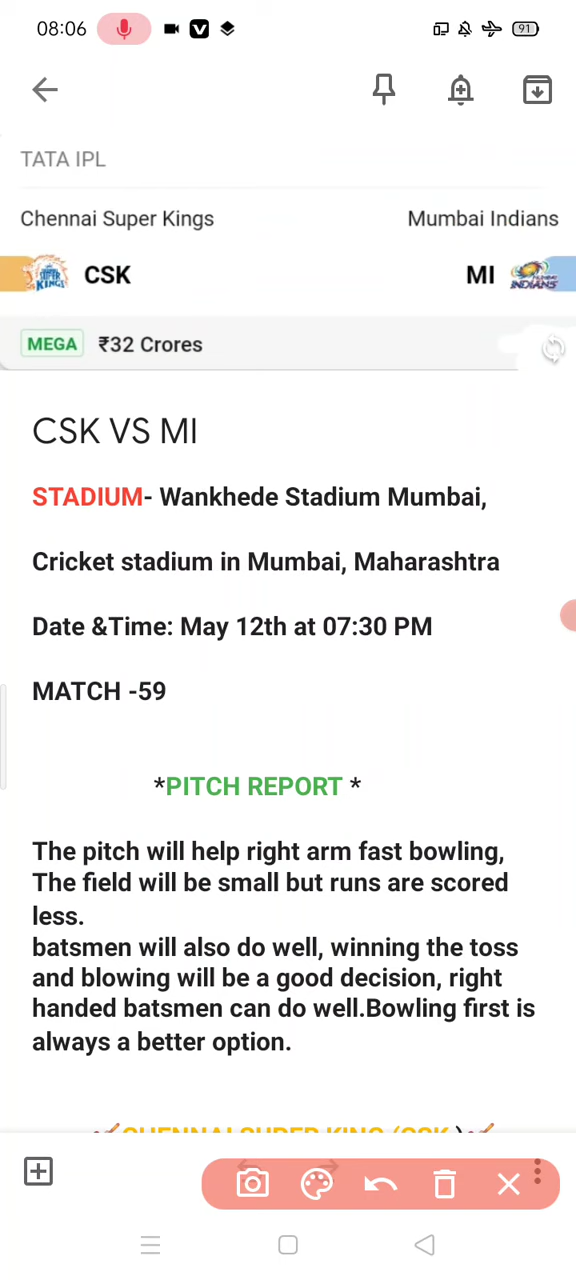 08:06
91
TATA IPL
Chennai Super Kings Mumbai Indians
CSK MI
MEGA ₹32 Crores
CSK VS MI
STADIUM- Wankhede Stadium Mumbai,
Cricket stadium in Mumbai, Maharashtra
Date &Time: May 12th at 07:30 PM
MATCH -59
*PITCH REPORT *
The pitch will help right arm fast bowling,
The field will be small but runs are scored
less.
batsmen will also do well, winning the toss
and blowing will be a good decision, right
handed batsmen can do well.Bowling first is
always a better option.
CHENNAI SUPER KING (CSK )